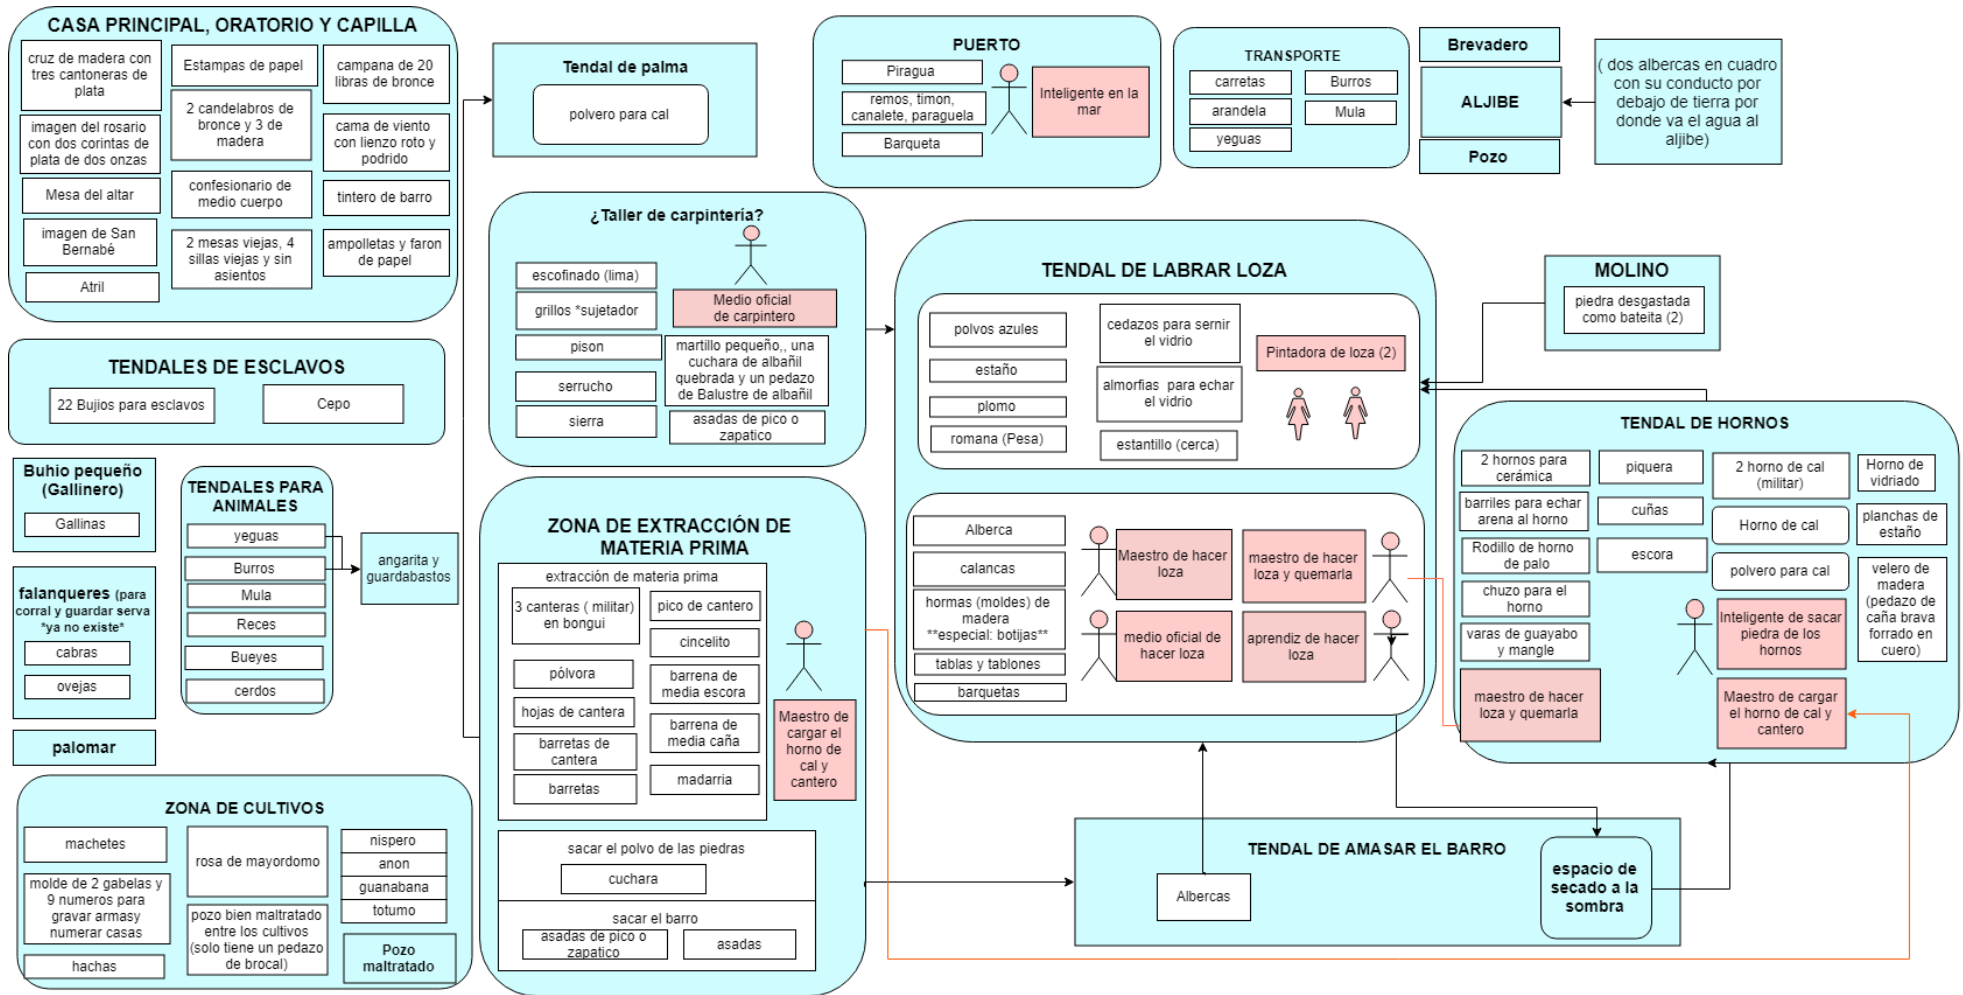 CASA PRINCIPAL, ORATORIO Y CAPILLA
cruz de madera con
tres cantoneras de
plata
imagen del rosario
con dos corintas de
plata de dos onzas
Mesa del altar
imagen de San
Bernabé
Atril
Estampas de papel
2 candelabros de
bronce y 3 de
madera
confesionario de
medio cuerpo
2 mesas viejas, 4
sillas viejas y sin
asientos
campana de 20
libras de bronce
cama de viento
con lienzo roto y
podrido
tintero de barro
ampolletas y faron
de papel
Tendal de palma
polvero para cal
PUERTO
Piragua
remos, timon,
canalete, paraguela
Barqueta
Inteligente en la
mar
TRANSPORTE
carretas
arandela
yeguas
Burros
Mula
Brevadero
ALJIBE
Pozo
( dos albercas en cuadro
con su conducto por
debajo de tierra por
donde va el agua al
aljibe)
¿Taller de carpintería?
escofinado (lima)
grillos *sujetador
pison
serrucho
sierra
Medio oficial
de carpintero
martillo pequeño,, una
cuchara de albañil
quebrada y un pedazo
de Balustre de albañil
asadas de pico o
zapatico
TENDAL DE LABRAR LOZA
polvos azules
estaño
plomo
romana (Pesa)
cedazos para sernir
el vidrio
almorfias para echar
el vidrio
estantillo (cerca)
Pintadora de loza (2)
Alberca
calancas
hormas (moldes) de
madera
**especial: botijas**
tablas y tablones
barquetas
Maestro de hacer
loza
maestro de hacer
loza y quemarla
medio oficial de
hacer loza
aprendiz de hacer
loza
MOLINO
piedra desgastada
como bateita (2)
TENDAL DE HORNOS
2 hornos para
cerámica
barriles para echar
arena al horno
Rodillo de horno
de palo
chuzo para el
horno
varas de guayabo
y mangle
maestro de hacer
loza y quemarla
piquera
cuñas
escora
2 horno de cal
(militar)
Horno de cal
polvero para cal
Inteligente de sacar
piedra de los
hornos
Maestro de cargar
el horno de cal y
cantero
Horno de
vidriado
planchas de
estaño
velero de
madera
(pedazo de
caña brava
forrado en
cuero)
TENDALES DE ESCLAVOS
22 Bujios para esclavos
Cepo
Buhio pequeño
(Gallinero)
Gallinas
falanqueres (para
corral y guardar serva
*ya no existe*
cabras
ovejas
palomar
TENDALES PARA
ANIMALES
yeguas
Burros
Mula
Reces
Bueyes
cerdos
angarita y
guardabastos
ZONA DE EXTRACCIÓN DE
MATERIA PRIMA
extracción de materia prima
3 canteras ( militar)
en bongui
pólvora
hojas de cantera
barretas de
cantera
barretas
pico de cantero
cincelito
barrena de
media escora
barrena de
media caña
madarria
Maestro de
cargar el
horno de
cal y
cantero
sacar el polvo de las piedras
cuchara
sacar el barro
asadas de pico o
zapatico
asadas
ZONA DE CULTIVOS
machetes
molde de 2 gabelas y
9 numeros para
gravar armasy
numerar casas
hachas
rosa de mayordomo
pozo bien maltratado
entre los cultivos
(solo tiene un pedazo
de brocal)
nispero
anon
guanabana
totumo
Pozo
maltratado
TENDAL DE AMASAR EL BARRO
Albercas
espacio de
secado a la
sombra